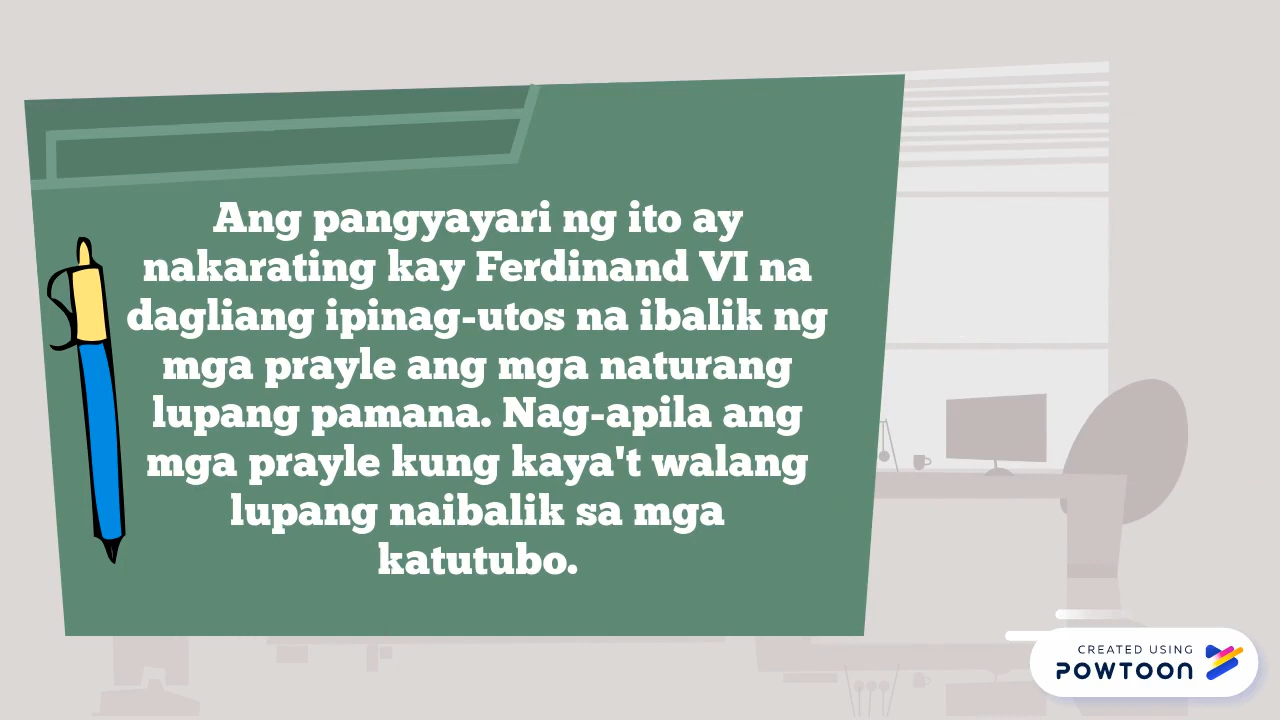 Ang pangyayari ng ito ay
nakarating kay Ferdinand VI na
dagliang ipinag-utos na ibalik ng
mga prayle ang mga naturang
lupang pamana. Nag-apila ang
mga prayle kung kaya't walang
lupang naibalik sa mga
katutubo.
CREATED USING
POWTOON